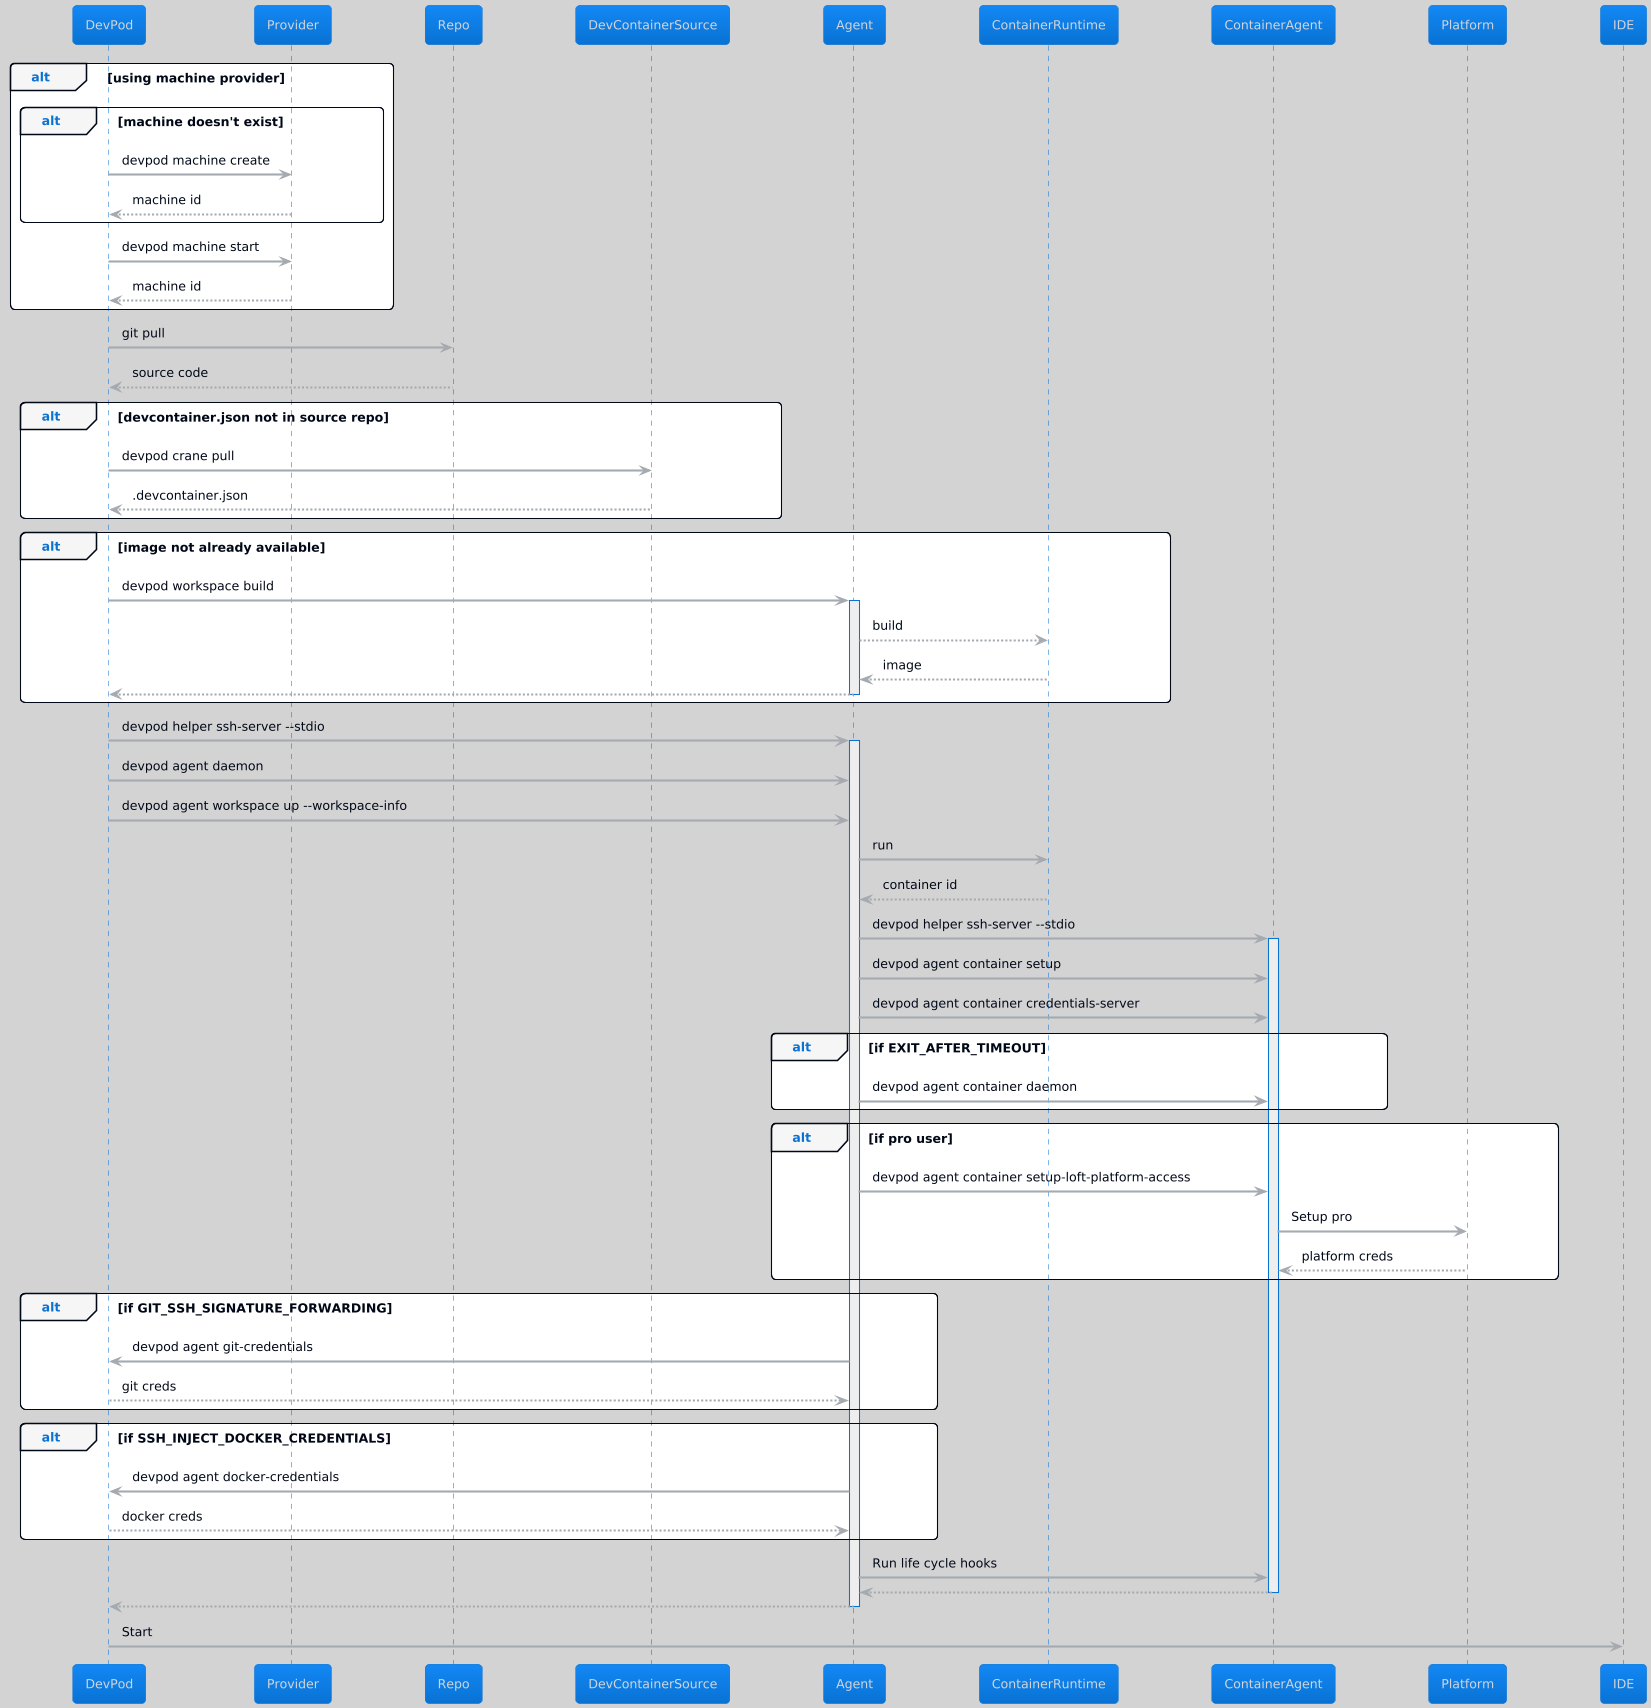 DevPod Provider Repo DevContainerSource Agent ContainerRuntime ContainerAgent Platform IDE
alt [using machine provider]
alt [machine doesn't exist]
devpod machine create
machine id
devpod machine start
machine id
git pull
source code
alt [devcontainer.json not in source repo]
devpod crane pull
.devcontainer.json
alt [image not already available]
devpod workspace build
build
image
devpod helper ssh-server --stdio
devpod agent daemon
devpod agent workspace up --workspace-info
run
container id
devpod helper ssh-server --stdio
devpod agent container setup
devpod agent container credentials-server
alt [if EXIT_AFTER_TIMEOUT]
devpod agent container daemon
alt [if pro user]
devpod agent container setup-loft-platform-access
Setup pro
platform creds
alt [if GIT_SSH_SIGNATURE_FORWARDING]
devpod agent git-credentials
git creds
alt [if SSH_INJECT_DOCKER_CREDENTIALS]
devpod agent docker-credentials
docker creds
Run life cycle hooks
Start
DevPod Provider Repo DevContainerSource Agent ContainerRuntime ContainerAgent Platform IDE